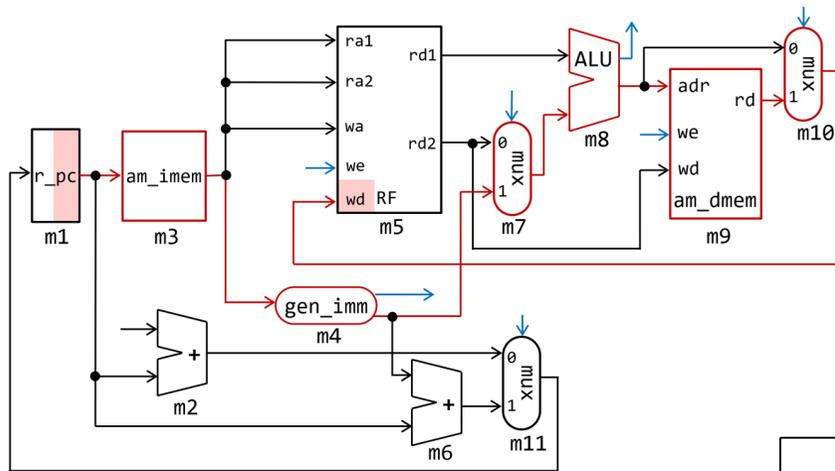 ra1
rd1
ALU
0
mux
1
m10
ra2
adr
rd
wa
rd2
m8
we
we
0
mux
1
wd
r_pc
am_imem
wd RF
am_dmem
m1
m3
m5
m7
m9
gen_imm
m4
+
m2
0
mux
1
+
m6
m11